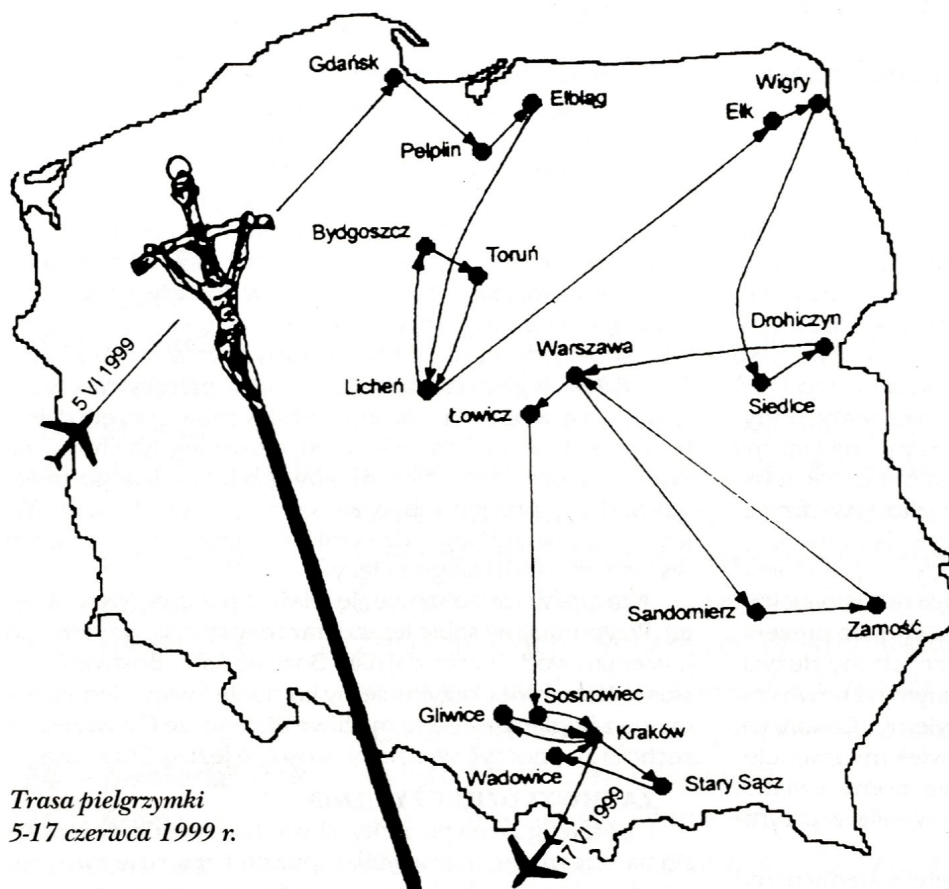 Gdańsk
Elbląg
Pelplin
Wigry
Ełk
Bydgoszcz
Toruń
Licheń
Drohiczyn
Warszawa
Siedlce
Łowicz
5 VI 1999
Sandomierz
Zamość
Sosnowiec
Gliwice
Kraków
Wadowice
Stary Sącz
17 VI 1999
Trasa pielgrzymki
5-17 czerwca 1999 r.